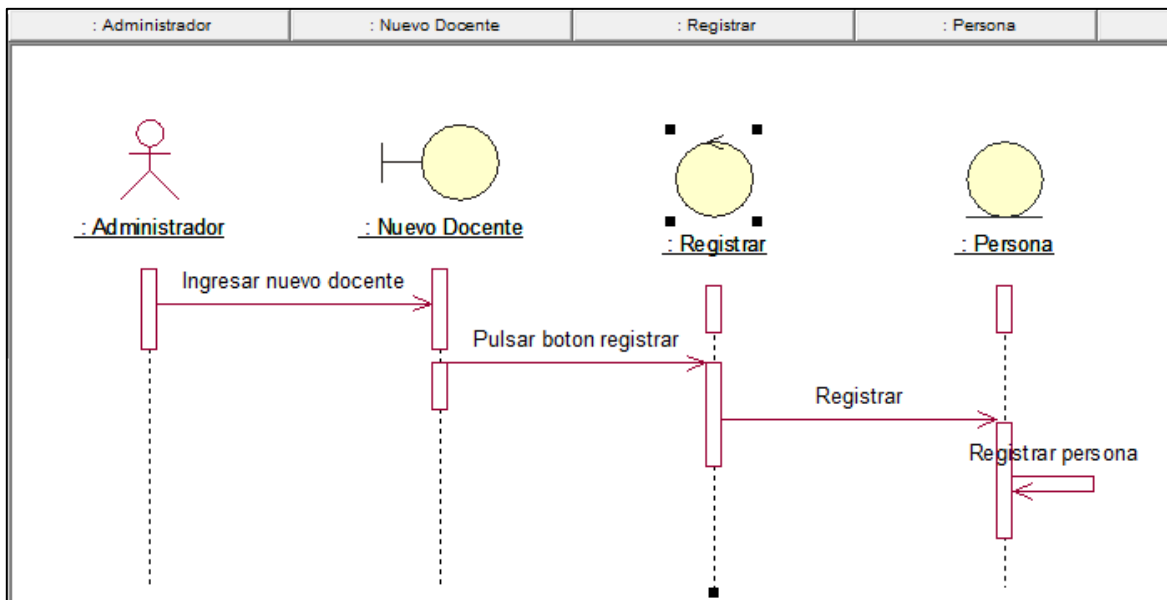 : Administrador
: Nuevo Docente
: Registrar
: Persona
: Administrador
: Nuevo Docente
: Registrar
: Persona
Ingresar nuevo docente
Pulsar boton registrar
Registrar
Registrar persona